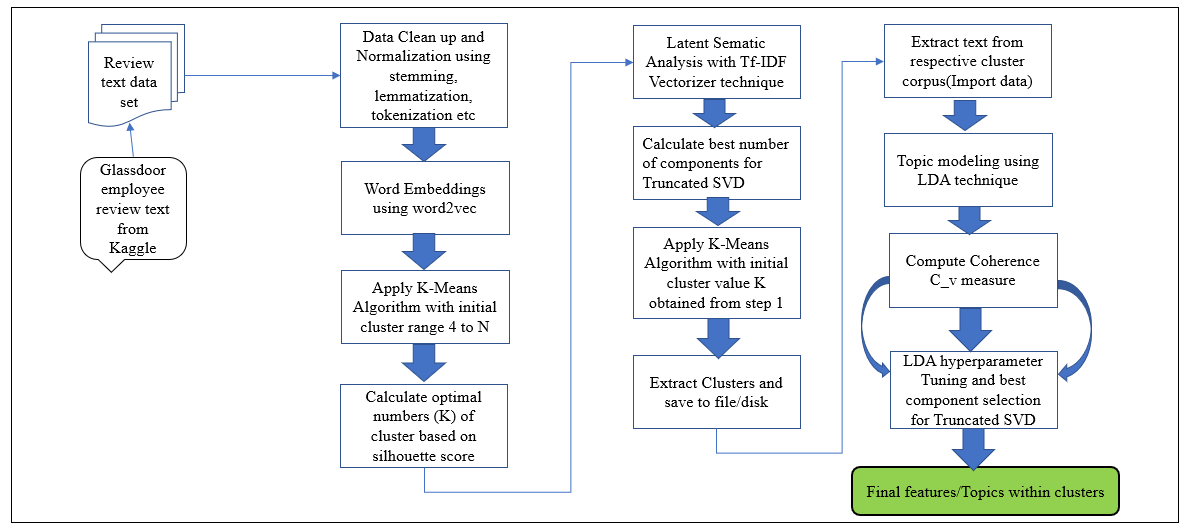 Review
text data
set
Glassdoor
employee
review text
from
Kaggle
Data Clean up and
Normalization using
stemming,
lemmatization,
tokenization etc
Word Embeddings
using word2vec
Apply K-Means
Algorithm with initial
cluster range 4 to N
Calculate optimal
numbers (K) of
cluster based on
silhouette score
Latent Sematic
Analysis with Tf-IDF
Vectorizer technique
Calculate best number
of components for
Truncated SVD
Apply K-Means
Algorithm with initial
cluster value K
obtained from step 1
Extract Clusters and
save to file/disk
Extract text from
respective cluster
corpus(Import data)
Topic modeling using
LDA technique
Compute Coherence
C_v measure
LDA hyperparameter
Tuning and best
component selection
for Truncated SVD
Final features/Topics within clusters